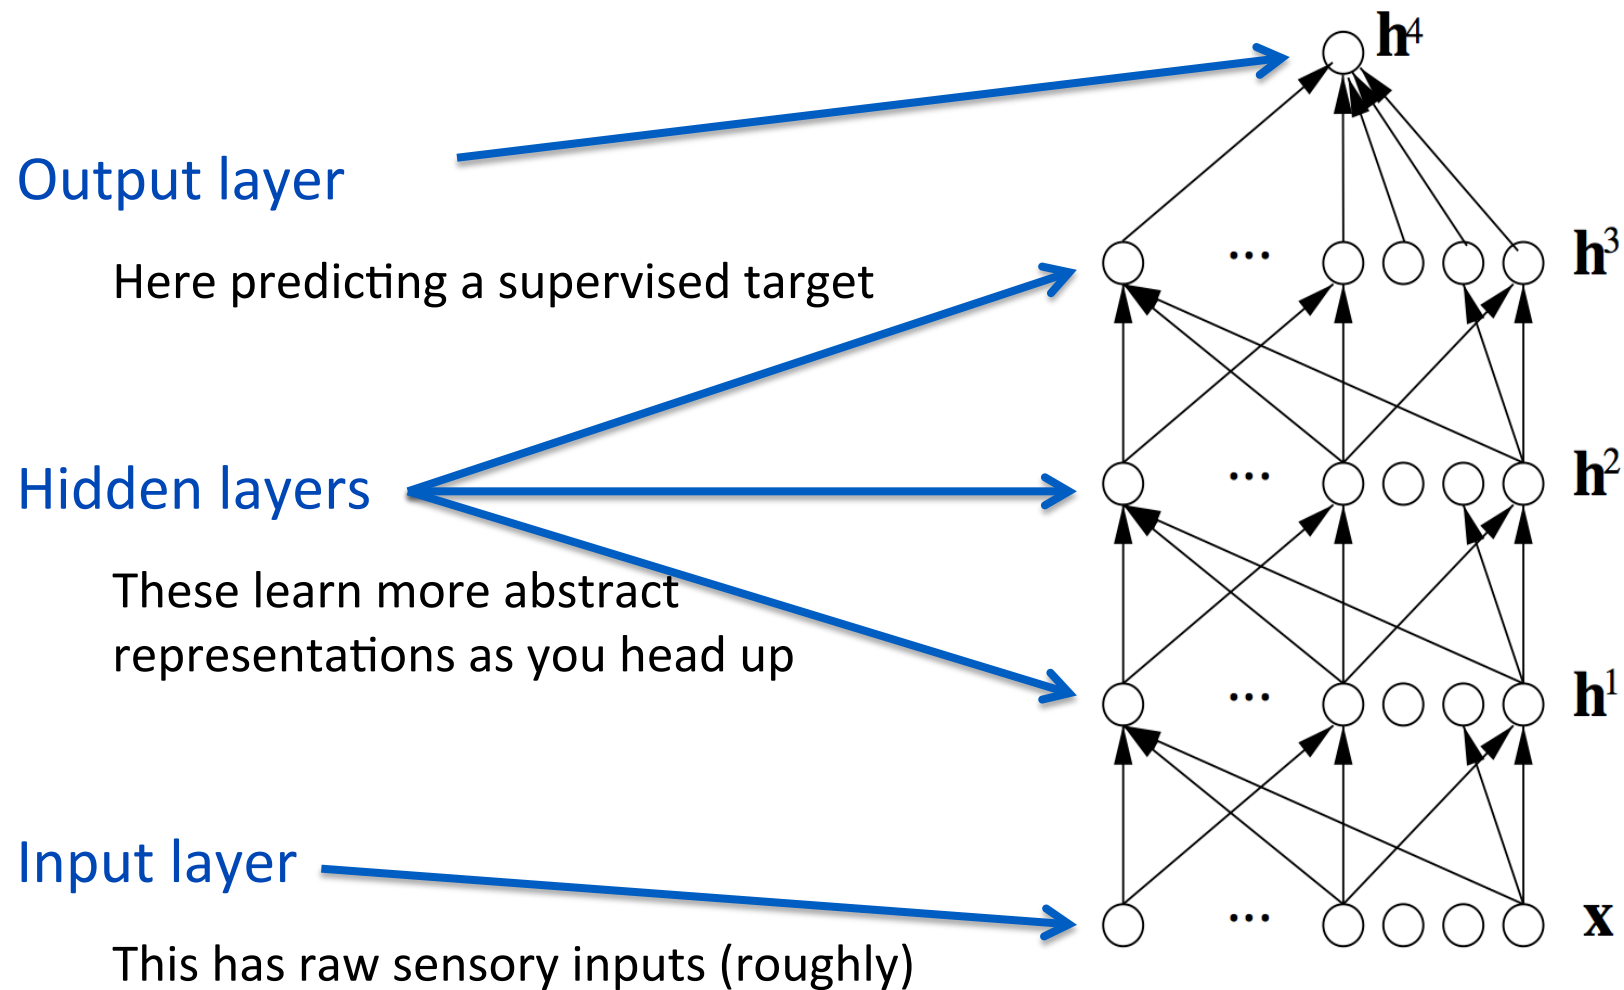 h⁴
Output layer
Here predicting a supervised target
... h³
Hidden layers
... h²
These learn more abstract
representations as you head up
... h¹
Input layer
... x
This has raw sensory inputs (roughly)